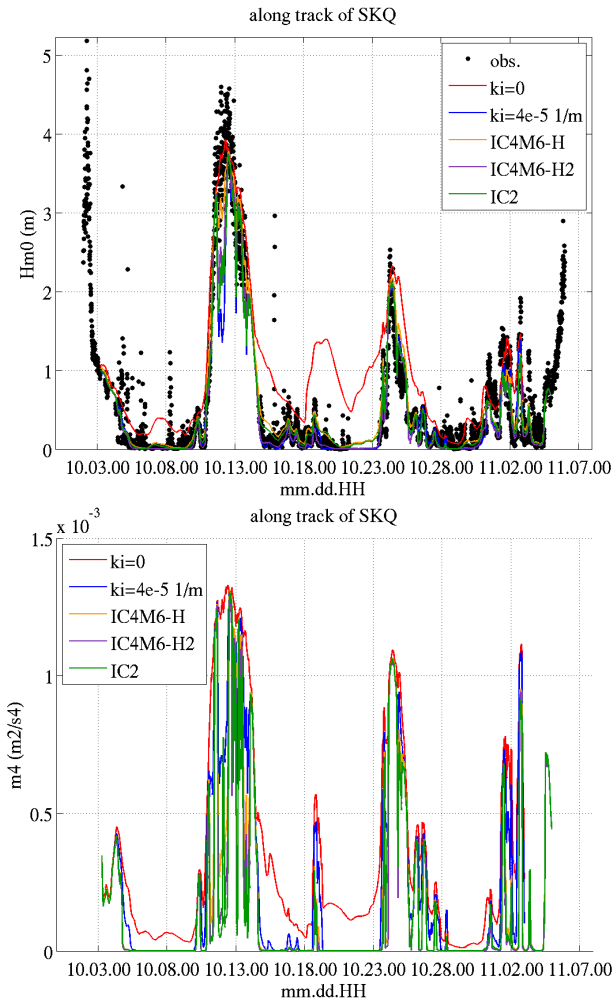 along track of SKQ
obs.
ki=0
ki=4e-5 1/m
IC4M6-H
IC4M6-H2
IC2
5
4
3
2
1
0
Hm0 (m)
10.03.00 10.08.00 10.13.00 10.18.00 10.23.00 10.28.00 11.02.00 11.07.00
mm.dd.HH
along track of SKQ
x 10^-3
1.5
ki=0
ki=4e-5 1/m
IC4M6-H
IC4M6-H2
IC2
1
0.5
0
m4 (m2/s4)
10.03.00 10.08.00 10.13.00 10.18.00 10.23.00 10.28.00 11.02.00 11.07.00
mm.dd.HH